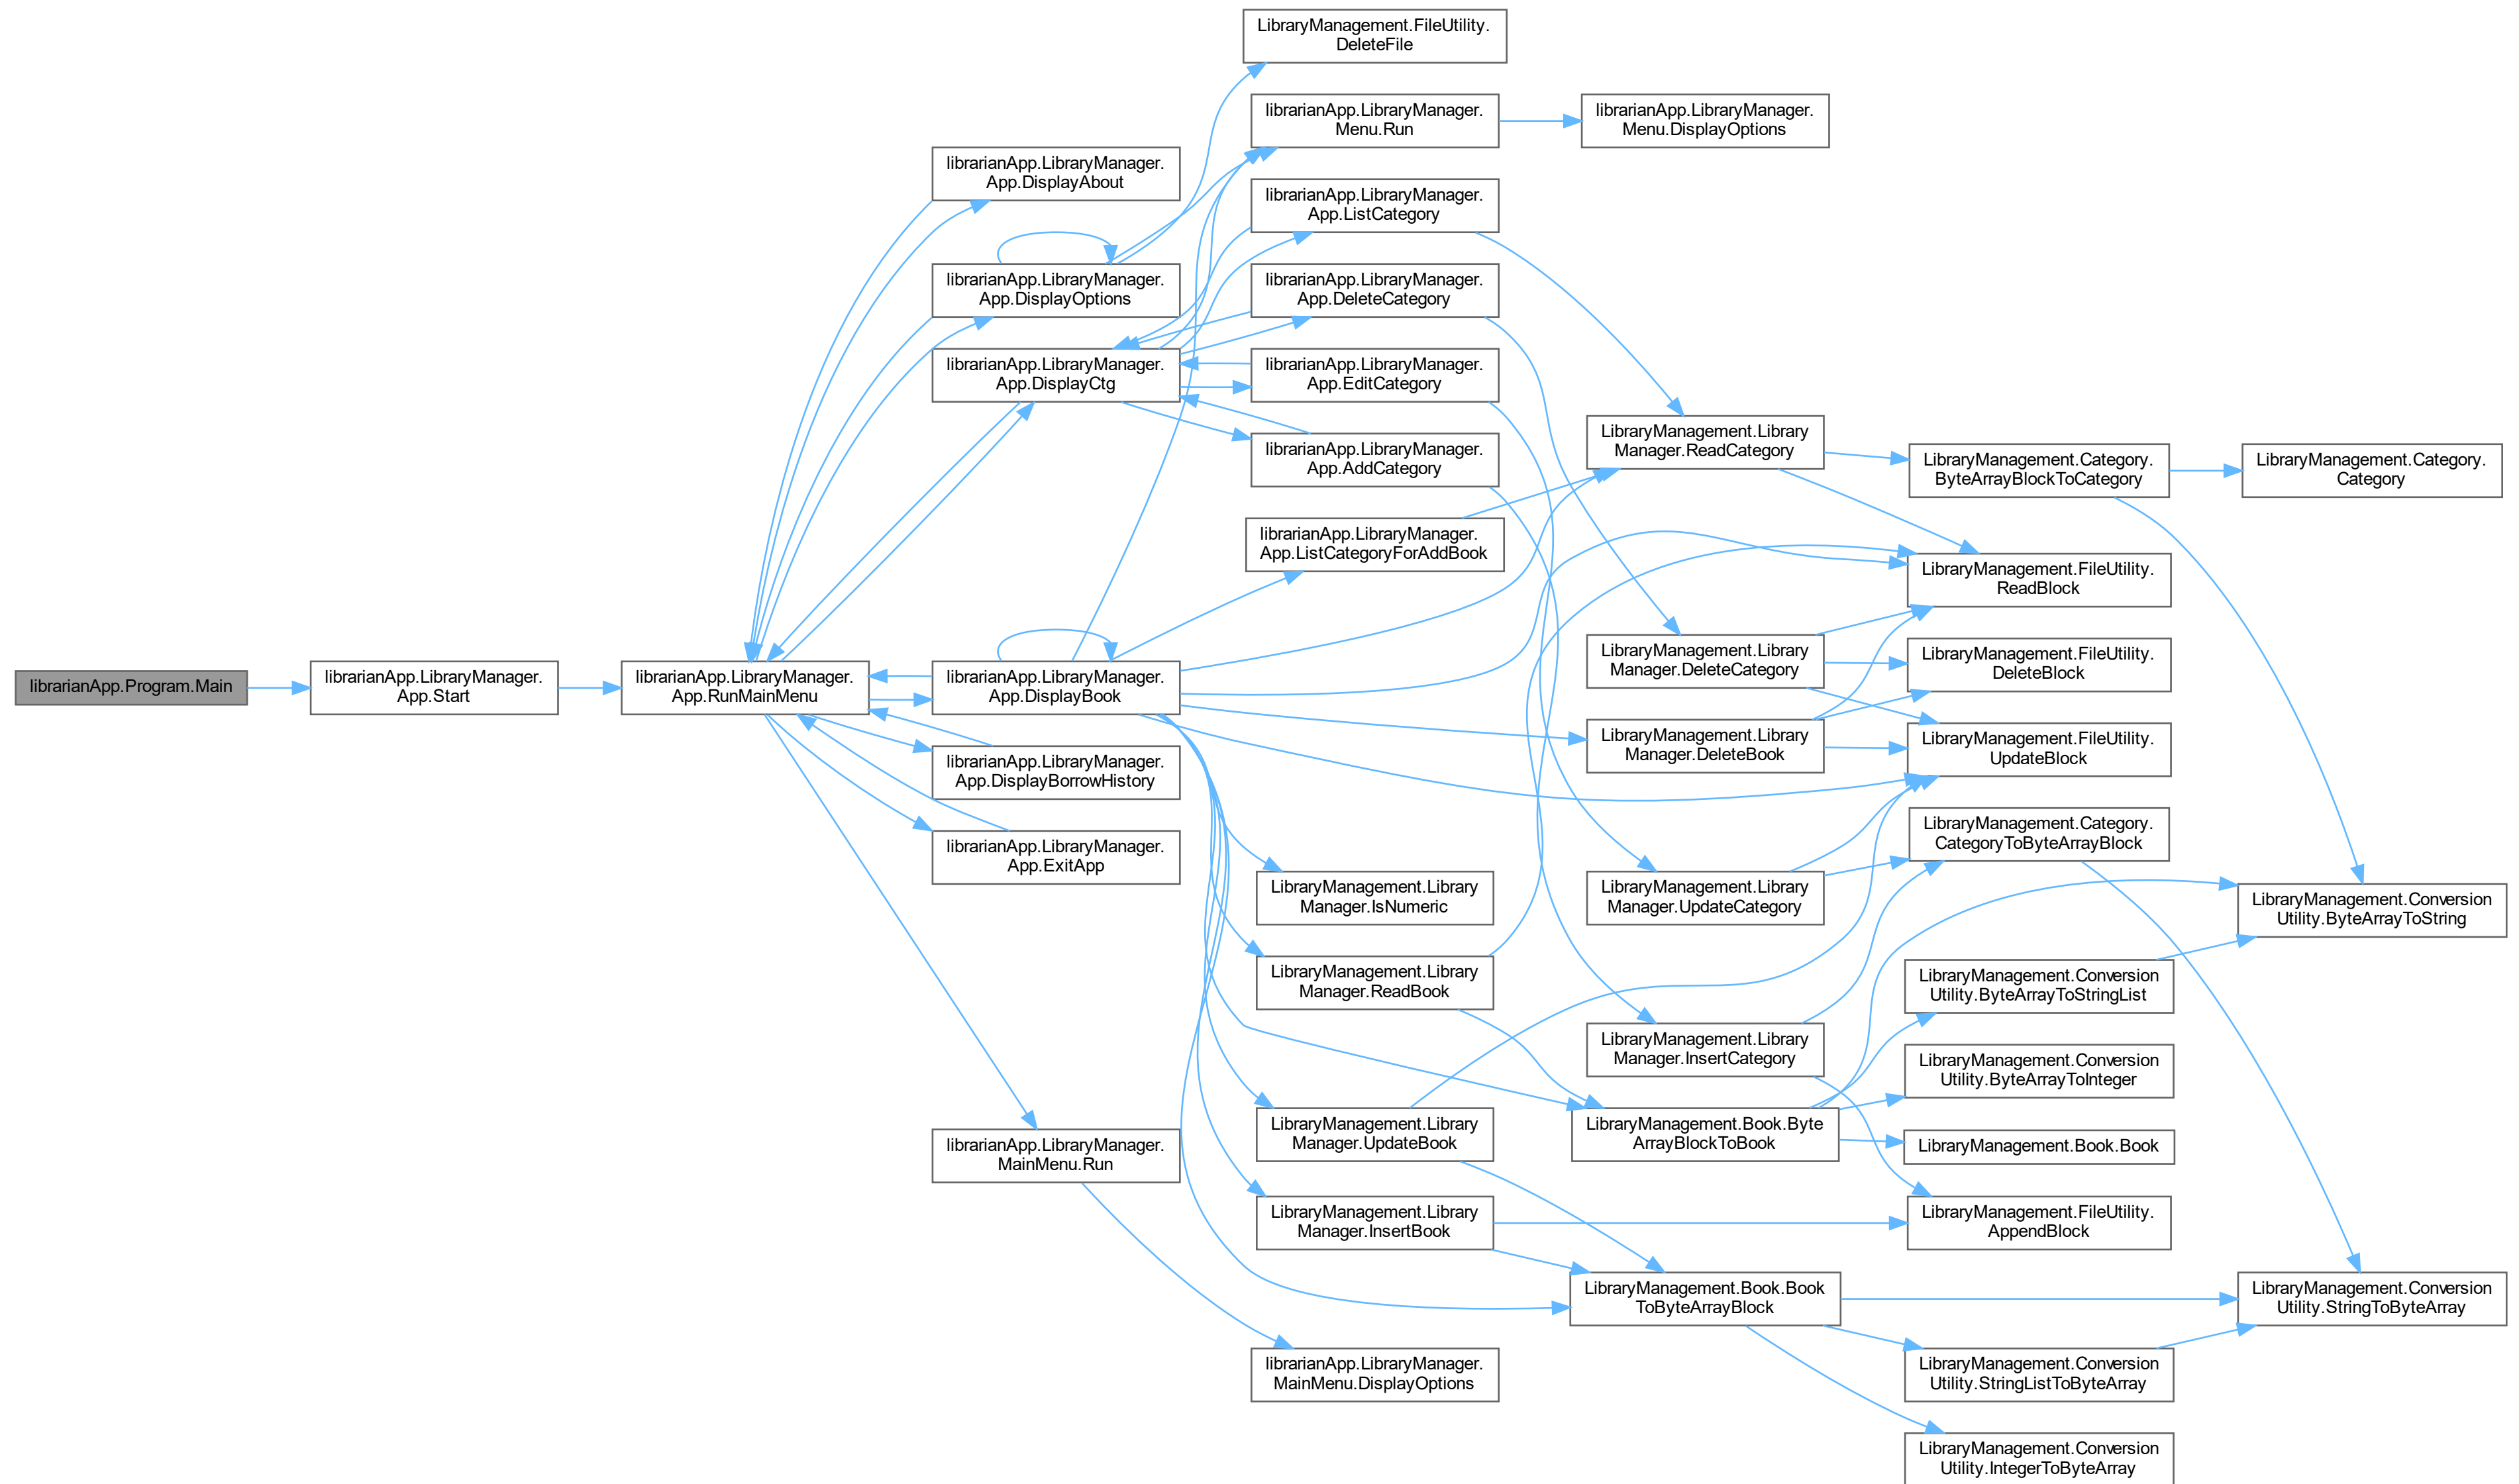 librarianApp.Program.Main
librarianApp.LibraryManager.
App.Start
librarianApp.LibraryManager.
App.RunMainMenu
librarianApp.LibraryManager.
App.DisplayAbout
librarianApp.LibraryManager.
App.DisplayOptions
librarianApp.LibraryManager.
App.DisplayCtg
librarianApp.LibraryManager.
App.DisplayBook
librarianApp.LibraryManager.
App.DisplayBorrowHistory
librarianApp.LibraryManager.
App.ExitApp
librarianApp.LibraryManager.
MainMenu.Run
LibraryManagement.FileUtility.
DeleteFile
librarianApp.LibraryManager.
Menu.Run
librarianApp.LibraryManager.
App.ListCategory
librarianApp.LibraryManager.
App.DeleteCategory
librarianApp.LibraryManager.
App.EditCategory
librarianApp.LibraryManager.
App.AddCategory
librarianApp.LibraryManager.
App.ListCategoryForAddBook
LibraryManagement.Library
Manager.IsNumeric
LibraryManagement.Library
Manager.ReadBook
LibraryManagement.Library
Manager.UpdateBook
LibraryManagement.Library
Manager.InsertBook
librarianApp.LibraryManager.
MainMenu.DisplayOptions
librarianApp.LibraryManager.
Menu.DisplayOptions
LibraryManagement.Library
Manager.ReadCategory
LibraryManagement.Library
Manager.DeleteCategory
LibraryManagement.Library
Manager.DeleteBook
LibraryManagement.Library
Manager.UpdateCategory
LibraryManagement.Library
Manager.InsertCategory
LibraryManagement.Book.Byte
ArrayBlockToBook
LibraryManagement.Book.Book
ToByteArrayBlock
LibraryManagement.Category.
ByteArrayBlockToCategory
LibraryManagement.FileUtility.
ReadBlock
LibraryManagement.FileUtility.
DeleteBlock
LibraryManagement.FileUtility.
UpdateBlock
LibraryManagement.Category.
CategoryToByteArrayBlock
LibraryManagement.Conversion
Utility.ByteArrayToStringList
LibraryManagement.Conversion
Utility.ByteArrayToInteger
LibraryManagement.Book.Book
LibraryManagement.FileUtility.
AppendBlock
LibraryManagement.Conversion
Utility.StringListToByteArray
LibraryManagement.Conversion
Utility.IntegerToByteArray
LibraryManagement.Category.
Category
LibraryManagement.Conversion
Utility.ByteArrayToString
LibraryManagement.Conversion
Utility.StringToByteArray